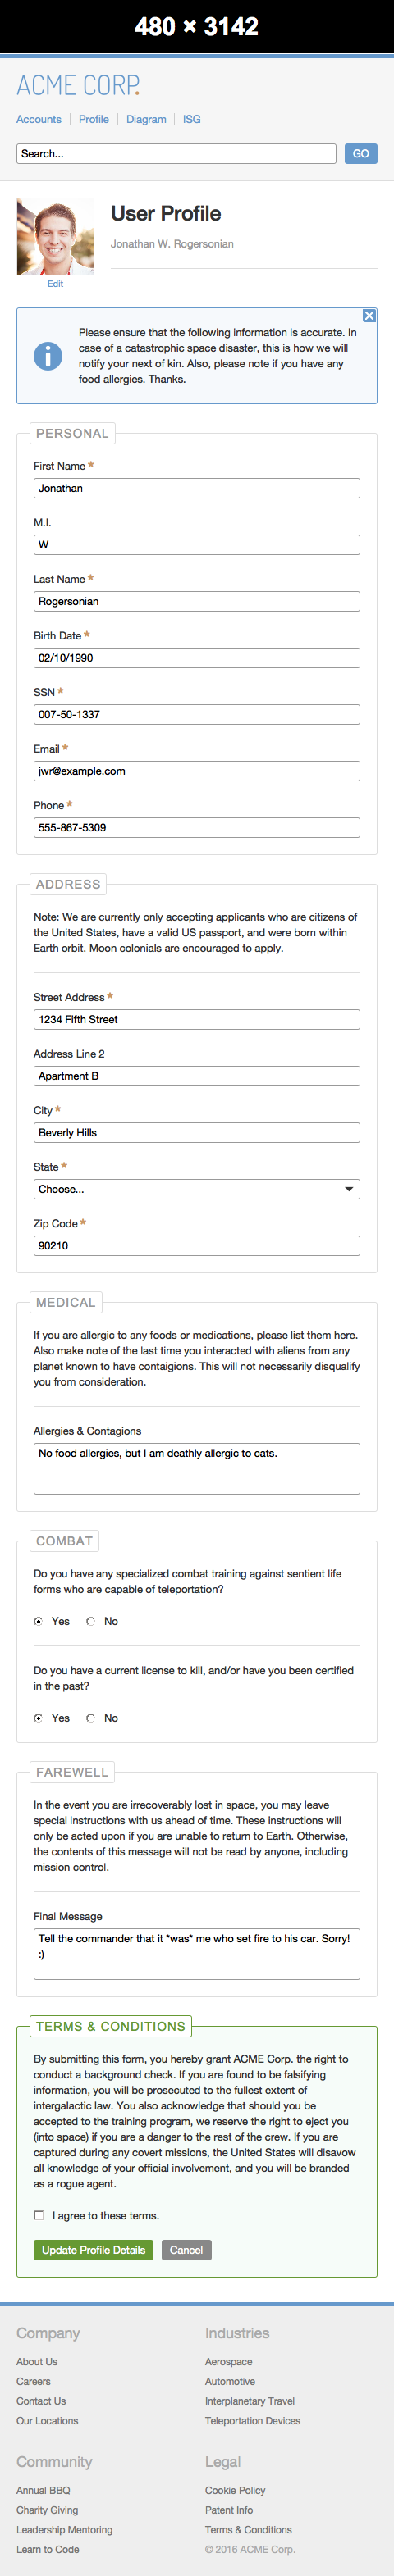 480 × 3142
ACME CORP.
Accounts | Profile | Diagram | ISG
Search... GO
User Profile
Jonathan W. Rogersonian
Edit
Please ensure that the following information is accurate. In
case of a catastrophic space disaster, this is how we will
notify your next of kin. Also, please note if you have any
food allergies. Thanks.
PERSONAL
First Name *
Jonathan
M.I.
W
Last Name *
Rogersonian
Birth Date *
02/10/1990
SSN *
007-50-1337
Email *
jwr@example.com
Phone *
555-867-5309
ADDRESS
Note: We are currently only accepting applicants who are citizens of
the United States, have a valid US passport, and were born within
Earth orbit. Moon colonials are encouraged to apply.
Street Address *
1234 Fifth Street
Address Line 2
Apartment B
City *
Beverly Hills
State *
Choose...
Zip Code *
90210
MEDICAL
If you are allergic to any foods or medications, please list them here.
Also make note of the last time you interacted with aliens from any
planet known to have contaigions. This will not necessarily disqualify
you from consideration.
Allergies & Contagions
No food allergies, but I am deathly allergic to cats.
COMBAT
Do you have any specialized combat training against sentient life
forms who are capable of teleportation?
Yes No
Do you have a current license to kill, and/or have you been certified
in the past?
Yes No
FAREWELL
In the event you are irrecoverably lost in space, you may leave
special instructions with us ahead of time. These instructions will
only be acted upon if you are unable to return to Earth. Otherwise,
the contents of this message will not be read by anyone, including
mission control.
Final Message
Tell the commander that it *was* me who set fire to his car. Sorry!
:)
TERMS & CONDITIONS
By submitting this form, you hereby grant ACME Corp. the right to
conduct a background check. If you are found to be falsifying
information, you will be prosecuted to the fullest extent of
intergalactic law. You also acknowledge that should you be
accepted to the training program, we reserve the right to eject you
(into space) if you are a danger to the rest of the crew. If you are
captured during any covert missions, the United States will disavow
all knowledge of your official involvement, and you will be branded
as a rogue agent.
I agree to these terms.
Update Profile Details Cancel
Company
About Us
Careers
Contact Us
Our Locations
Industries
Aerospace
Automotive
Interplanetary Travel
Teleportation Devices
Community
Annual BBQ
Charity Giving
Leadership Mentoring
Learn to Code
Legal
Cookie Policy
Patent Info
Terms & Conditions
© 2016 ACME Corp.